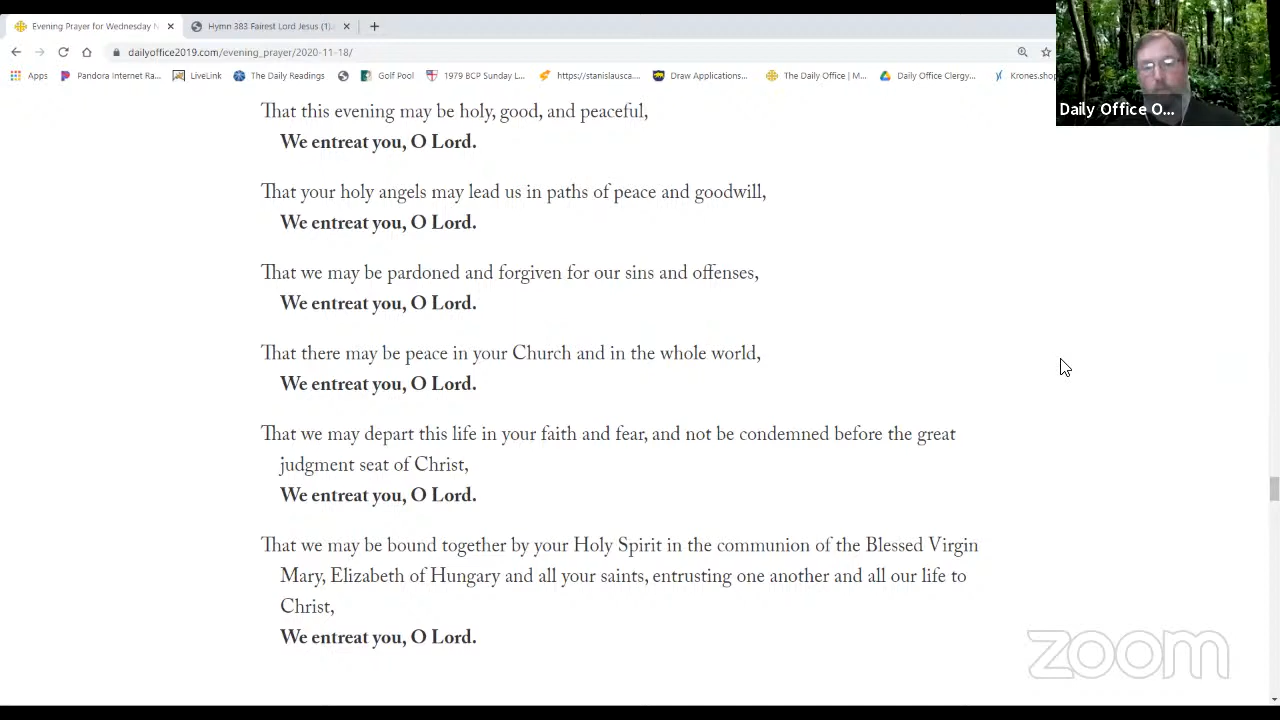 Evening Prayer for Wednesday N
Hymn 383 Fairest Lord Jesus (1).
dailyoffice2019.com/evening_prayer/2020-11-18/
Apps
Pandora Internet Ra...
LiveLink
The Daily Readings
Golf Pool
1979 BCP Sunday L...
https://stanislausca...
Draw Applications...
The Daily Office | M...
Daily Office Clergy...
Krones.shop
Daily Office O...
That this evening may be holy, good, and peaceful,
We entreat you, O Lord.
That your holy angels may lead us in paths of peace and goodwill,
We entreat you, O Lord.
That we may be pardoned and forgiven for our sins and offenses,
We entreat you, O Lord.
That there may be peace in your Church and in the whole world,
We entreat you, O Lord.
That we may depart this life in your faith and fear, and not be condemned before the great
judgment seat of Christ,
We entreat you, O Lord.
That we may be bound together by your Holy Spirit in the communion of the Blessed Virgin
Mary, Elizabeth of Hungary and all your saints, entrusting one another and all our life to
Christ,
We entreat you, O Lord.
zoom